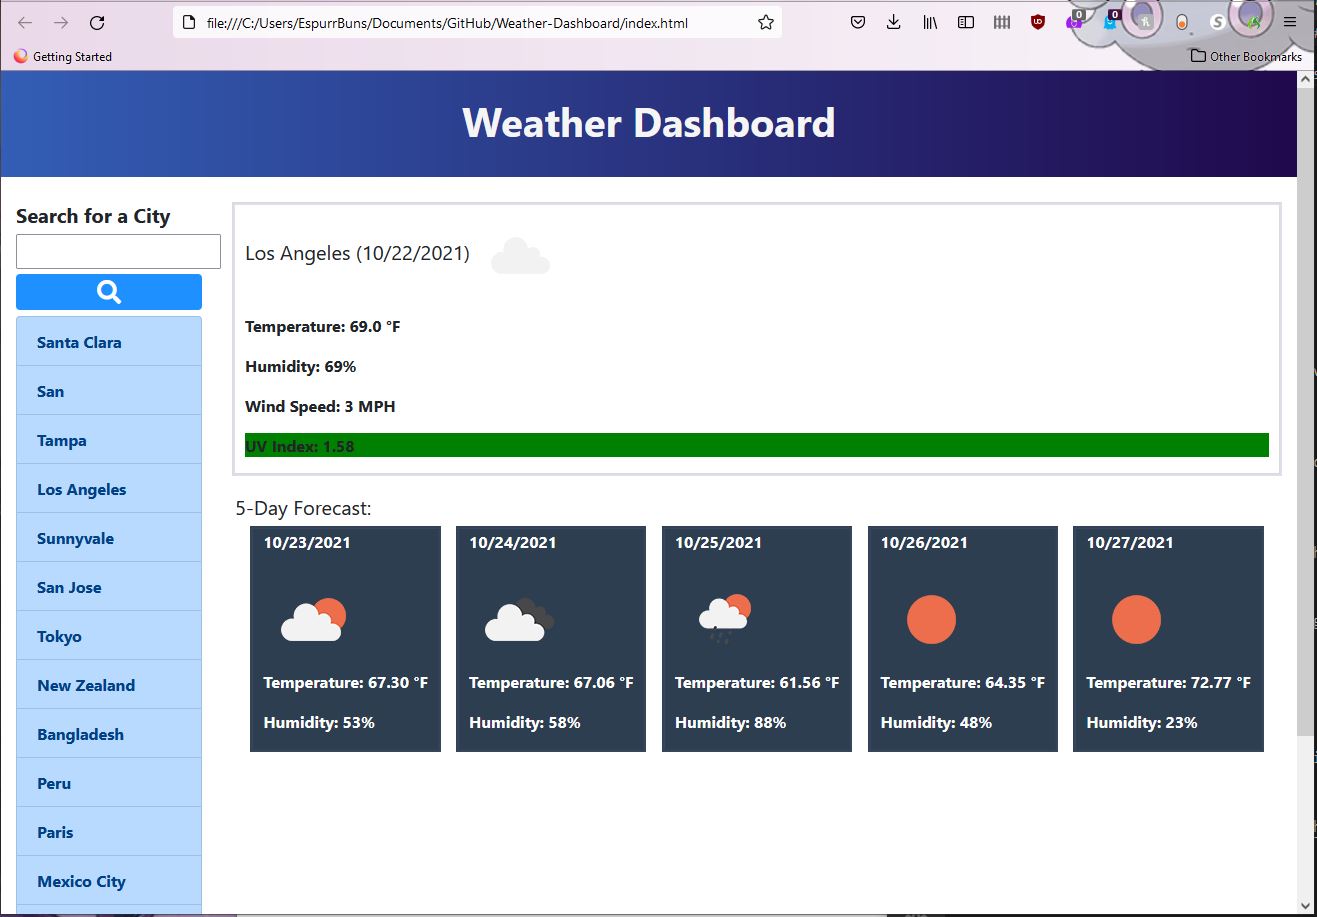 file:///C:/Users/EspurrBuns/Documents/GitHub/Weather-Dashboard/index.html
0
0
Getting Started
Other Bookmarks
Weather Dashboard
Search for a City
Santa Clara
San
Tampa
Los Angeles
Sunnyvale
San Jose
Tokyo
New Zealand
Bangladesh
Peru
Paris
Mexico City
Los Angeles (10/22/2021)
Temperature: 69.0 °F
Humidity: 69%
Wind Speed: 3 MPH
UV Index: 1.58
5-Day Forecast:
10/23/2021
Temperature: 67.30 °F
Humidity: 53%
10/24/2021
Temperature: 67.06 °F
Humidity: 58%
10/25/2021
Temperature: 61.56 °F
Humidity: 88%
10/26/2021
Temperature: 64.35 °F
Humidity: 48%
10/27/2021
Temperature: 72.77 °F
Humidity: 23%